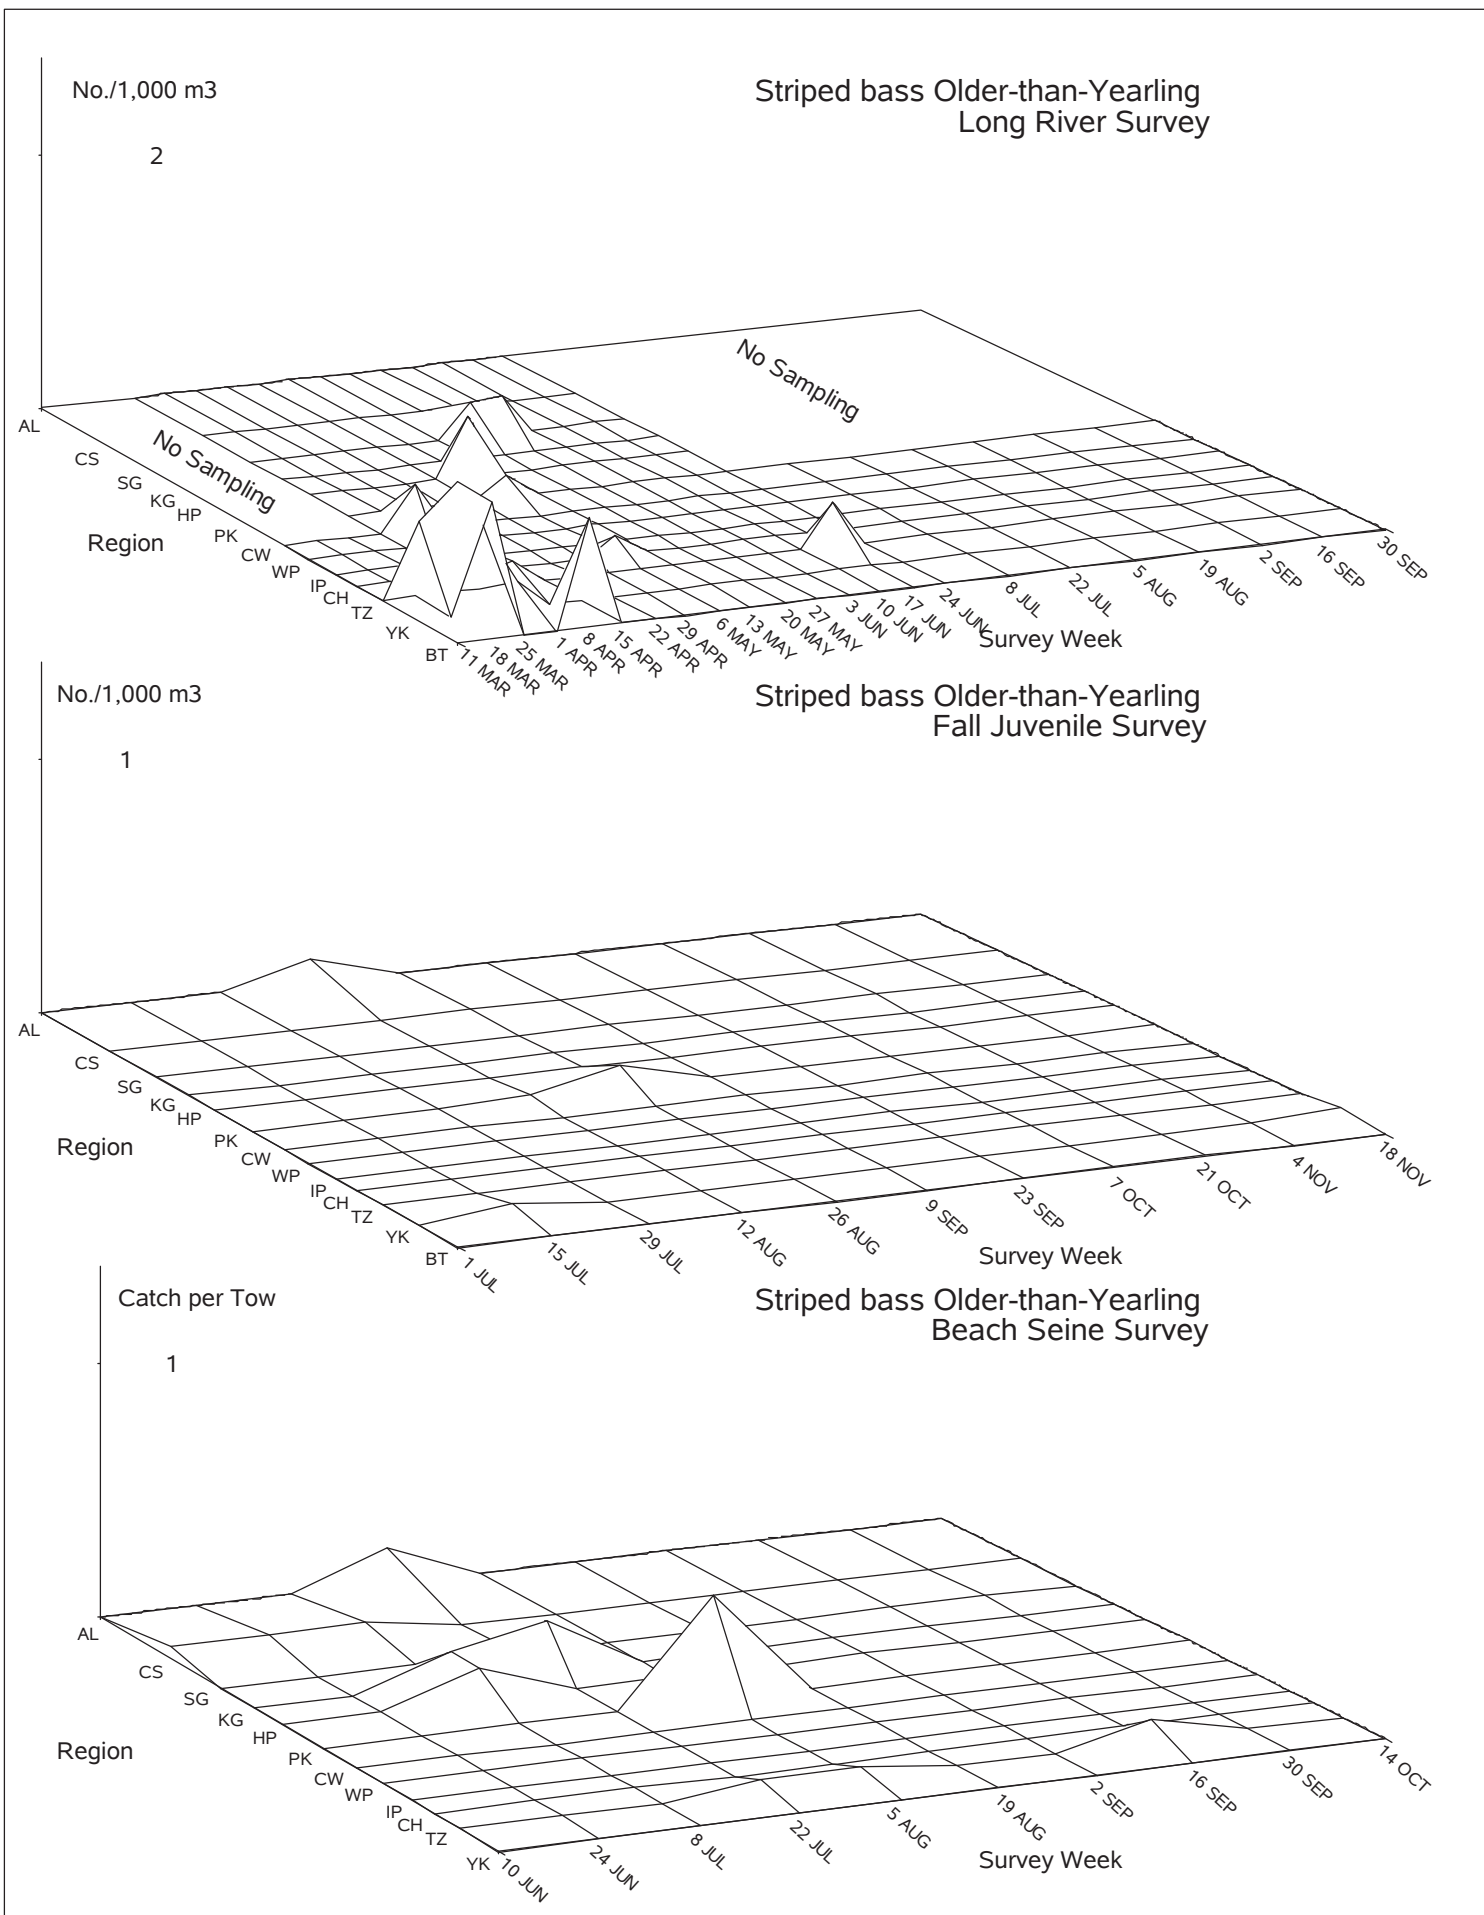 No./1,000 m3
Striped bass Older-than-Yearling
Long River Survey
2
No Sampling
No Sampling
AL
CS
SG
KG
HP
PK
CW
WP
IP
CH
TZ
YK
BT
Region
11 MAR
18 MAR
25 MAR
1 APR
8 APR
15 APR
22 APR
29 APR
6 MAY
13 MAY
20 MAY
27 MAY
3 JUN
10 JUN
17 JUN
24 JUN
8 JUL
22 JUL
5 AUG
19 AUG
2 SEP
16 SEP
30 SEP
Survey Week
No./1,000 m3
Striped bass Older-than-Yearling
Fall Juvenile Survey
1
AL
CS
SG
KG
HP
PK
CW
WP
IP
CH
TZ
YK
BT
Region
1 JUL
15 JUL
29 JUL
12 AUG
26 AUG
9 SEP
23 SEP
7 OCT
21 OCT
4 NOV
18 NOV
Survey Week
Catch per Tow
Striped bass Older-than-Yearling
Beach Seine Survey
1
AL
CS
SG
KG
HP
PK
CW
WP
IP
CH
TZ
YK
Region
10 JUN
24 JUN
8 JUL
22 JUL
5 AUG
19 AUG
2 SEP
16 SEP
30 SEP
14 OCT
Survey Week